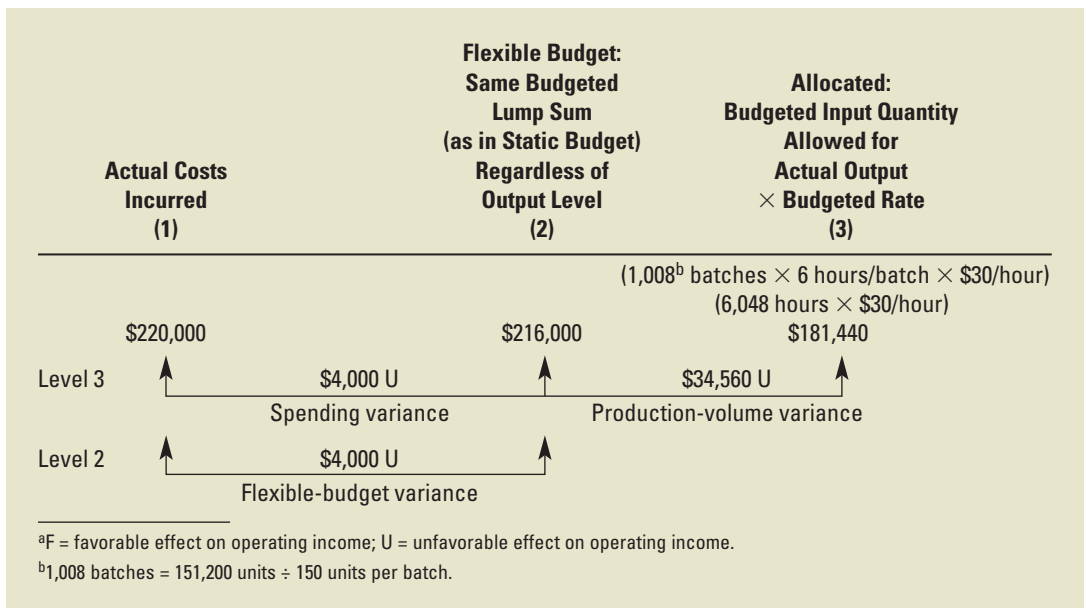 Flexible Budget:
Same Budgeted Allocated:
Lump Sum Budgeted Input Quantity
(as in Static Budget) Allowed for
Actual Costs Regardless of Actual Output
Incurred Output Level × Budgeted Rate
(1) (2) (3)
(1,008ᵇ batches × 6 hours/batch × $30/hour)
(6,048 hours × $30/hour)
$220,000 $216,000 $181,440
Level 3 $4,000 U $34,560 U
Spending variance Production-volume variance
Level 2 $4,000 U
Flexible-budget variance
ᵃF = favorable effect on operating income; U = unfavorable effect on operating income.
ᵇ1,008 batches = 151,200 units ÷ 150 units per batch.